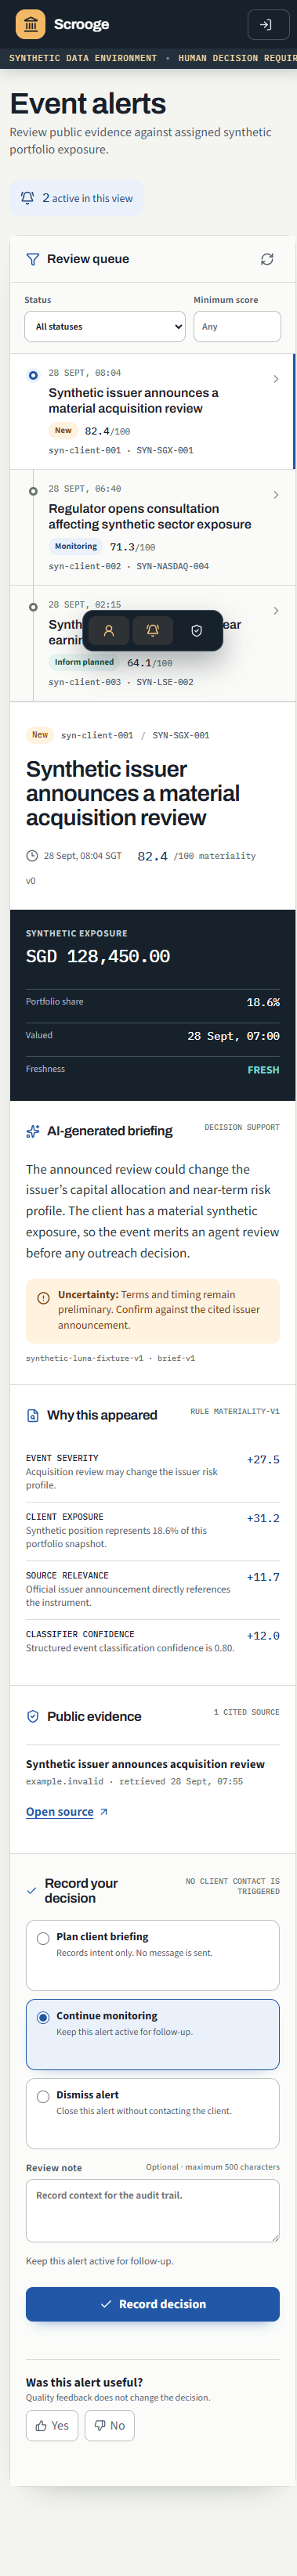 Scrooge
SYNTHETIC DATA ENVIRONMENT · HUMAN DECISION
Event alerts
Review public evidence against assigned synthetic
portfolio exposure.
2 active in this view
Review queue
Status
Minimum score
All statuses
Any
28 SEPT, 08:04
Synthetic issuer announces a
material acquisition review
New 82.4/100
syn-client-001 · SYN-SGX-001
28 SEPT, 06:40
Regulator opens consultation
affecting synthetic sector exposure
Monitoring 71.3/100
syn-client-002 · SYN-NASDAQ-004
28 SEPT, 02:15
Inform planned 64.1/100
syn-client-003 · SYN-LSE-002
New syn-client-001 / SYN-SGX-001
Synthetic issuer
announces a material
acquisition review
28 Sept, 08:04 SGT 82.4 /100 materiality
v0
SYNTHETIC EXPOSURE
SGD 128,450.00
Portfolio share 18.6%
Valued 28 Sept, 07:00
Freshness FRESH
AI-generated briefing DECISION SUPPORT
The announced review could change the
issuer's capital allocation and near-term risk
profile. The client has a material synthetic
exposure, so the event merits an agent review
before any outreach decision.
Uncertainty: Terms and timing remain
preliminary. Confirm against the cited issuer
announcement.
synthetic-luna-fixture-v1 · brief-v1
Why this appeared RULE MATERIALITY-V1
EVENT SEVERITY +27.5
Acquisition review may change the issuer risk
profile.
CLIENT EXPOSURE +31.2
Synthetic position represents 18.6% of this
portfolio snapshot.
SOURCE RELEVANCE +11.7
Official issuer announcement directly references
the instrument.
CLASSIFIER CONFIDENCE +12.0
Structured event classification confidence is 0.80.
Public evidence 1 CITED SOURCE
Synthetic issuer announces acquisition review
example.invalid · retrieved 28 Sept, 07:55
Open source
Record your
decision
NO CLIENT CONTACT IS
TRIGGERED
Plan client briefing
Records intent only. No message is sent.
Continue monitoring
Keep this alert active for follow-up.
Dismiss alert
Close this alert without contacting the client.
Review note Optional · maximum 500 characters
Record context for the audit trail.
Keep this alert active for follow-up.
Record decision
Was this alert useful?
Quality feedback does not change the decision.
Yes
No